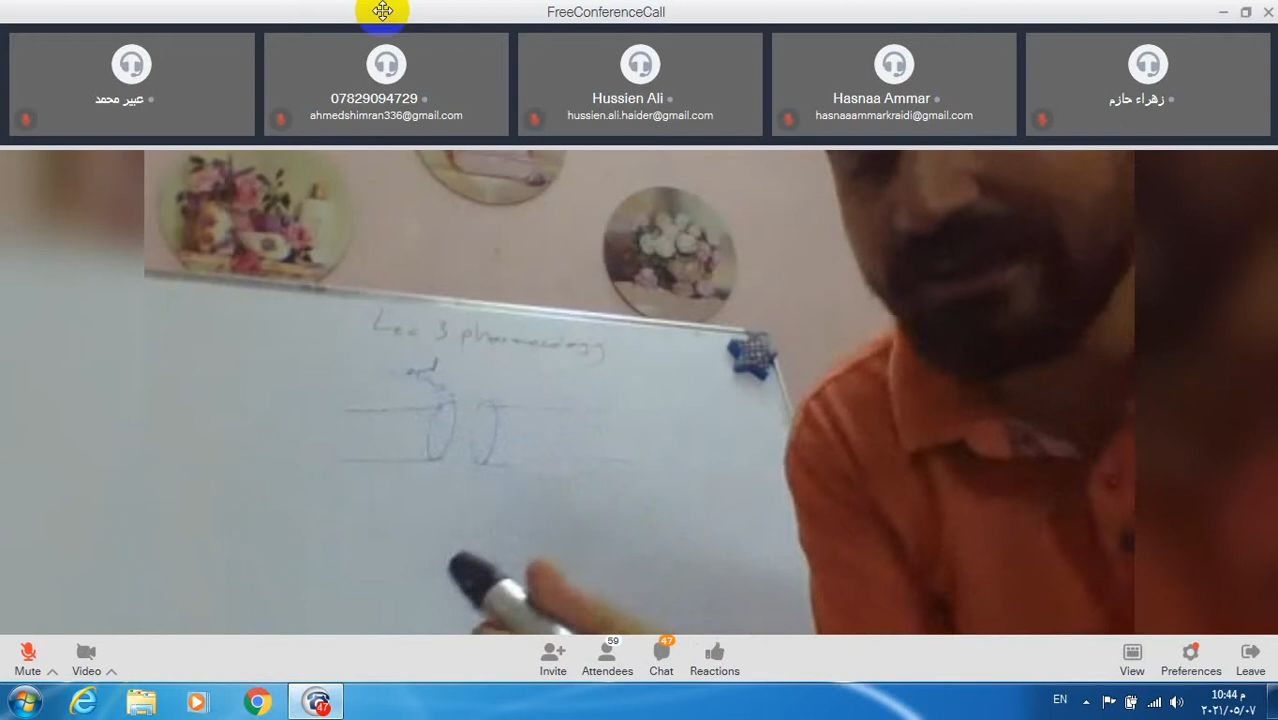 FreeConferenceCall
عبير محمد
07829094729
ahmedshimran336@gmail.com
Hussien Ali
hussien.ali.haider@gmail.com
Hasnaa Ammar
hasnaaammarkraidi@gmail.com
زهراء حازم
Lec 3 pharmacology
Mute
Video
Invite
59
Attendees
47
Chat
Reactions
View
Preferences
Leave
47
EN
10:44 م
٢٠٢١/٠٥/٠٧